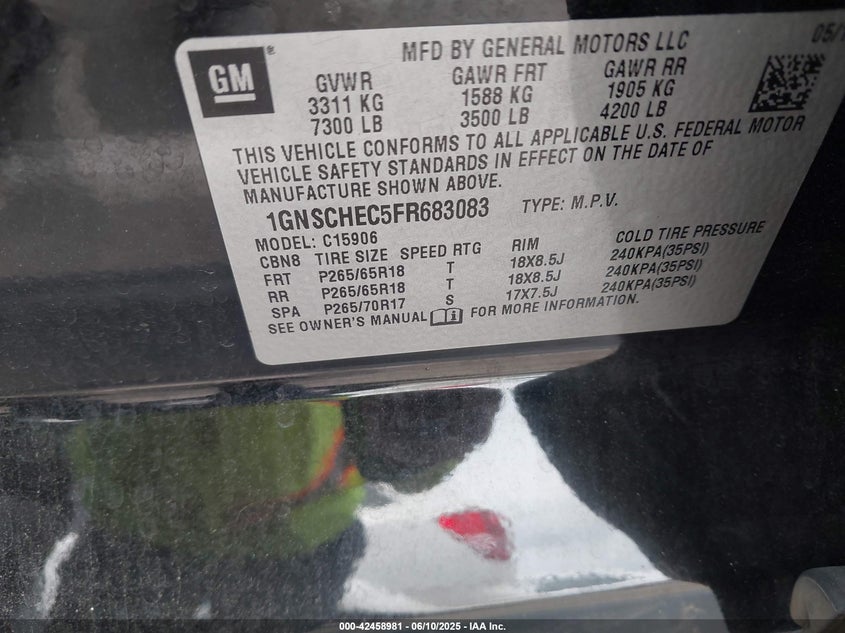 GM ®
MFD BY GENERAL MOTORS LLC
05/
GVWR GAWR FRT GAWR RR
3311 KG 1588 KG 1905 KG
7300 LB 3500 LB 4200 LB
THIS VEHICLE CONFORMS TO ALL APPLICABLE U.S. FEDERAL MOTOR
VEHICLE SAFETY STANDARDS IN EFFECT ON THE DATE OF
MANUFACTURE SHOWN ABOVE.
1GNSCHEC5FR683083 TYPE: M.P.V.
MODEL: C15906
CBN8 TIRE SIZE SPEED RTG RIM COLD TIRE PRESSURE
FRT P265/65R18 T 18X8.5J 240KPA(35PSI)
RR P265/65R18 T 18X8.5J 240KPA(35PSI)
SPA P265/70R17 S 17X7.5J 240KPA(35PSI)
SEE OWNER'S MANUAL FOR MORE INFORMATION.
000-42458981 - 06/10/2025 - IAA Inc.